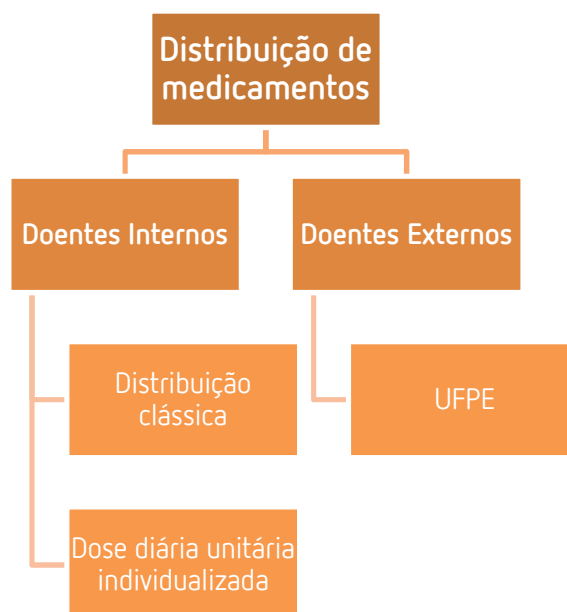 Distribuição de
medicamentos
Doentes Internos
Doentes Externos
Distribuição
clássica
UFPE
Dose diária unitária
individualizada